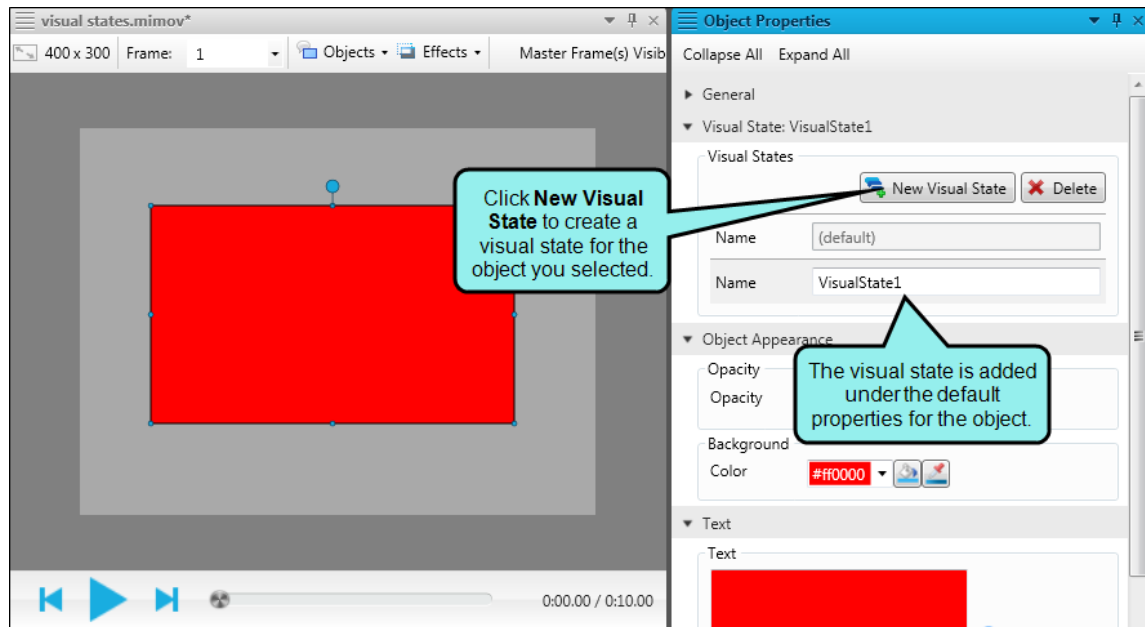 visual states.mimov*
400 x 300 Frame: 1 Objects Effects Master Frame(s) Visib
Click New Visual
State to create a
visual state for the
object you selected.
0:00.00 / 0:10.00
Object Properties
Collapse All Expand All
General
Visual State: VisualState1
Visual States
New Visual State Delete
Name (default)
Name VisualState1
Object Appearance
The visual state is added
under the default
properties for the object.
Opacity
Opacity
Background
Color #ff0000
Text
Text